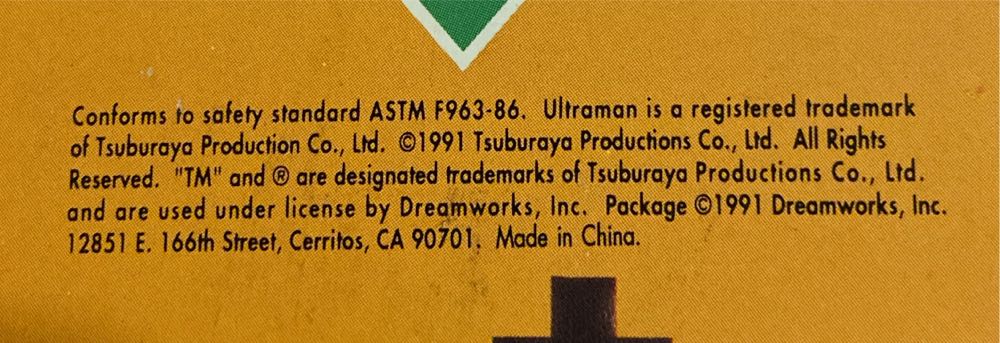 Conforms to safety standard ASTM F963-86. Ultraman is a registered trademark
of Tsuburaya Production Co., Ltd. ©1991 Tsuburaya Productions Co., Ltd. All Rights
Reserved. "TM" and ® are designated trademarks of Tsuburaya Productions Co., Ltd.
and are used under license by Dreamworks, Inc. Package ©1991 Dreamworks, Inc.
12851 E. 166th Street, Cerritos, CA 90701. Made in China.